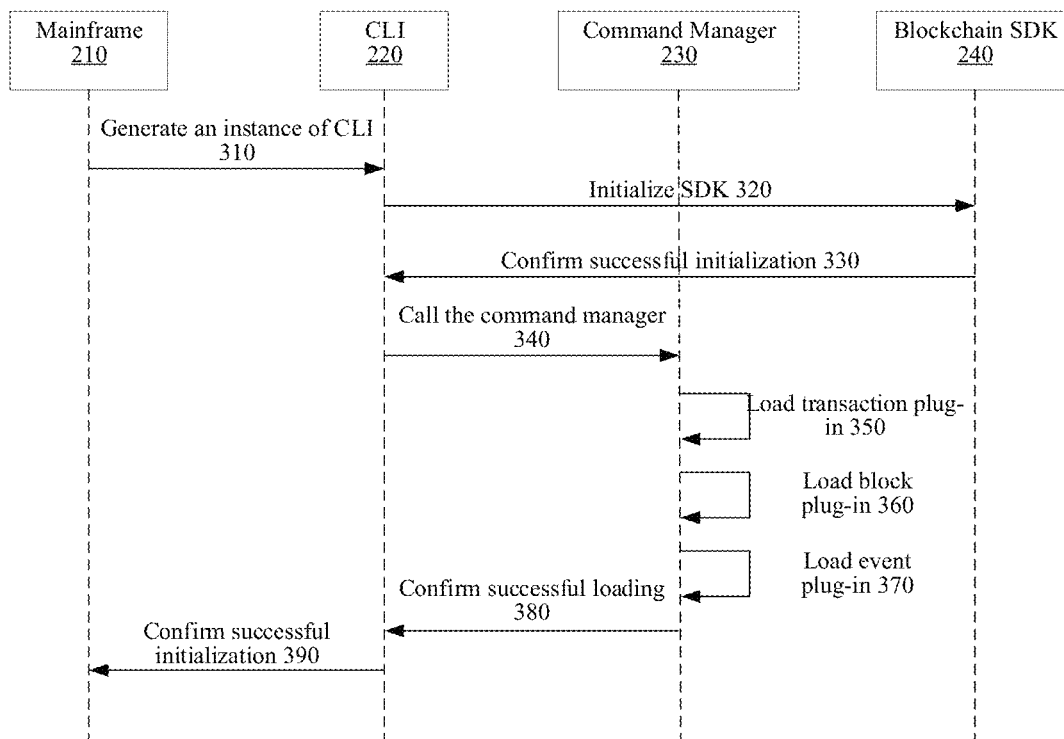 Mainframe
210
CLI
220
Command Manager
230
Blockchain SDK
240
Generate an instance of CLI
310
Initialize SDK 320
Confirm successful initialization 330
Call the command manager
340
Load transaction plug-
in 350
Load block
plug-in 360
Load event
plug-in 370
Confirm successful loading
380
Confirm successful
initialization 390